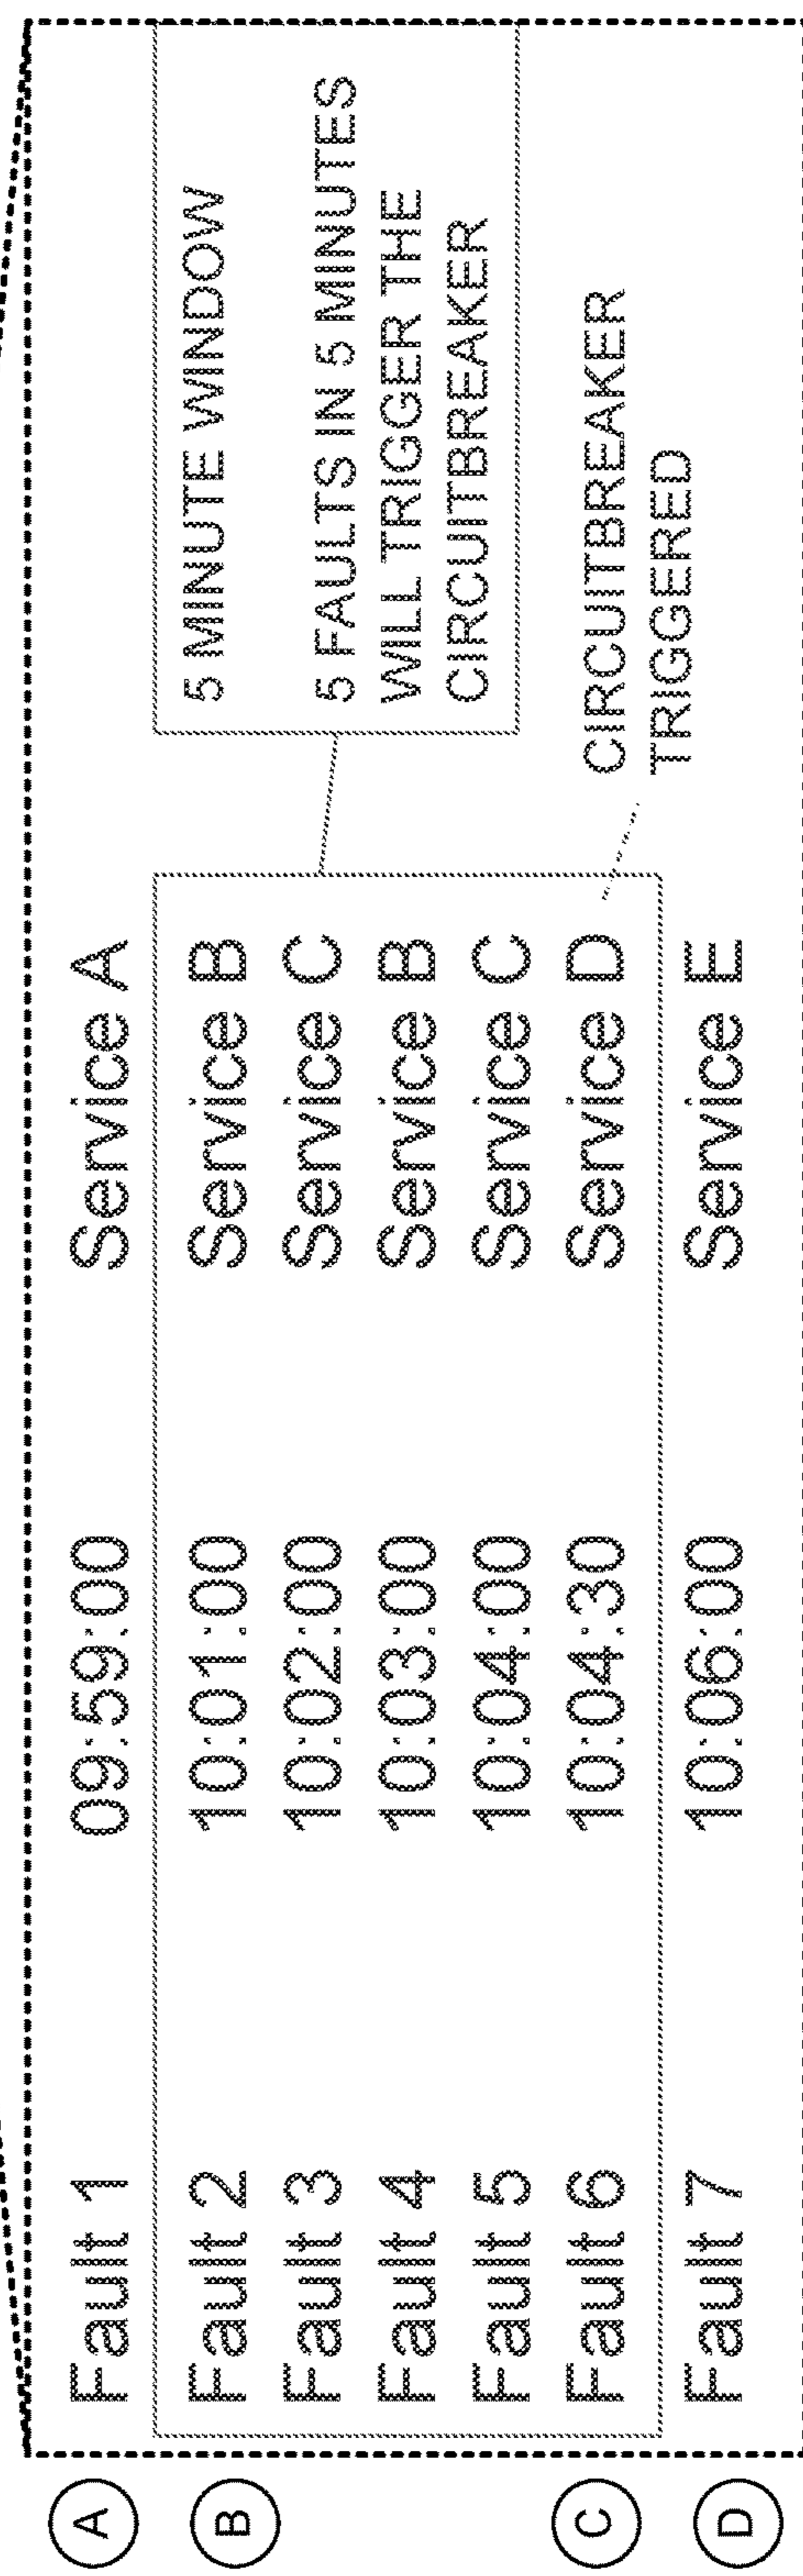 A Fault 1 09:59:00 Service A
B Fault 2 10:01:00 Service B
Fault 3 10:02:00 Service C
Fault 4 10:03:00 Service B
Fault 5 10:04:00 Service C
C Fault 6 10:04:30 Service D
D Fault 7 10:06:00 Service E
5 MINUTE WINDOW
5 FAULTS IN 5 MINUTES
WILL TRIGGER THE
CIRCUITBREAKER
CIRCUITBREAKER
TRIGGERED